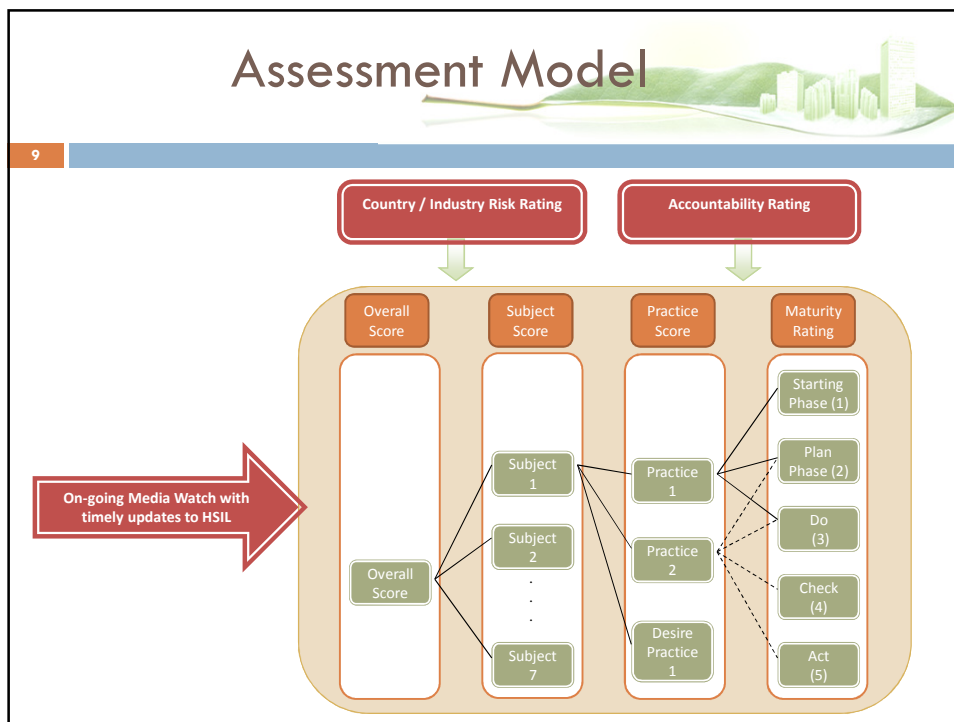 Assessment Model
9
Country / Industry Risk Rating
Accountability Rating
Overall
Score
Subject
Score
Practice
Score
Maturity
Rating
On-going Media Watch with
timely updates to HSIL
Overall
Score
Subject
1
Subject
2
.
.
.
.
Subject
7
Practice
1
Practice
2
Desire
Practice
1
Starting
Phase (1)
Plan
Phase (2)
Do
(3)
Check
(4)
Act
(5)